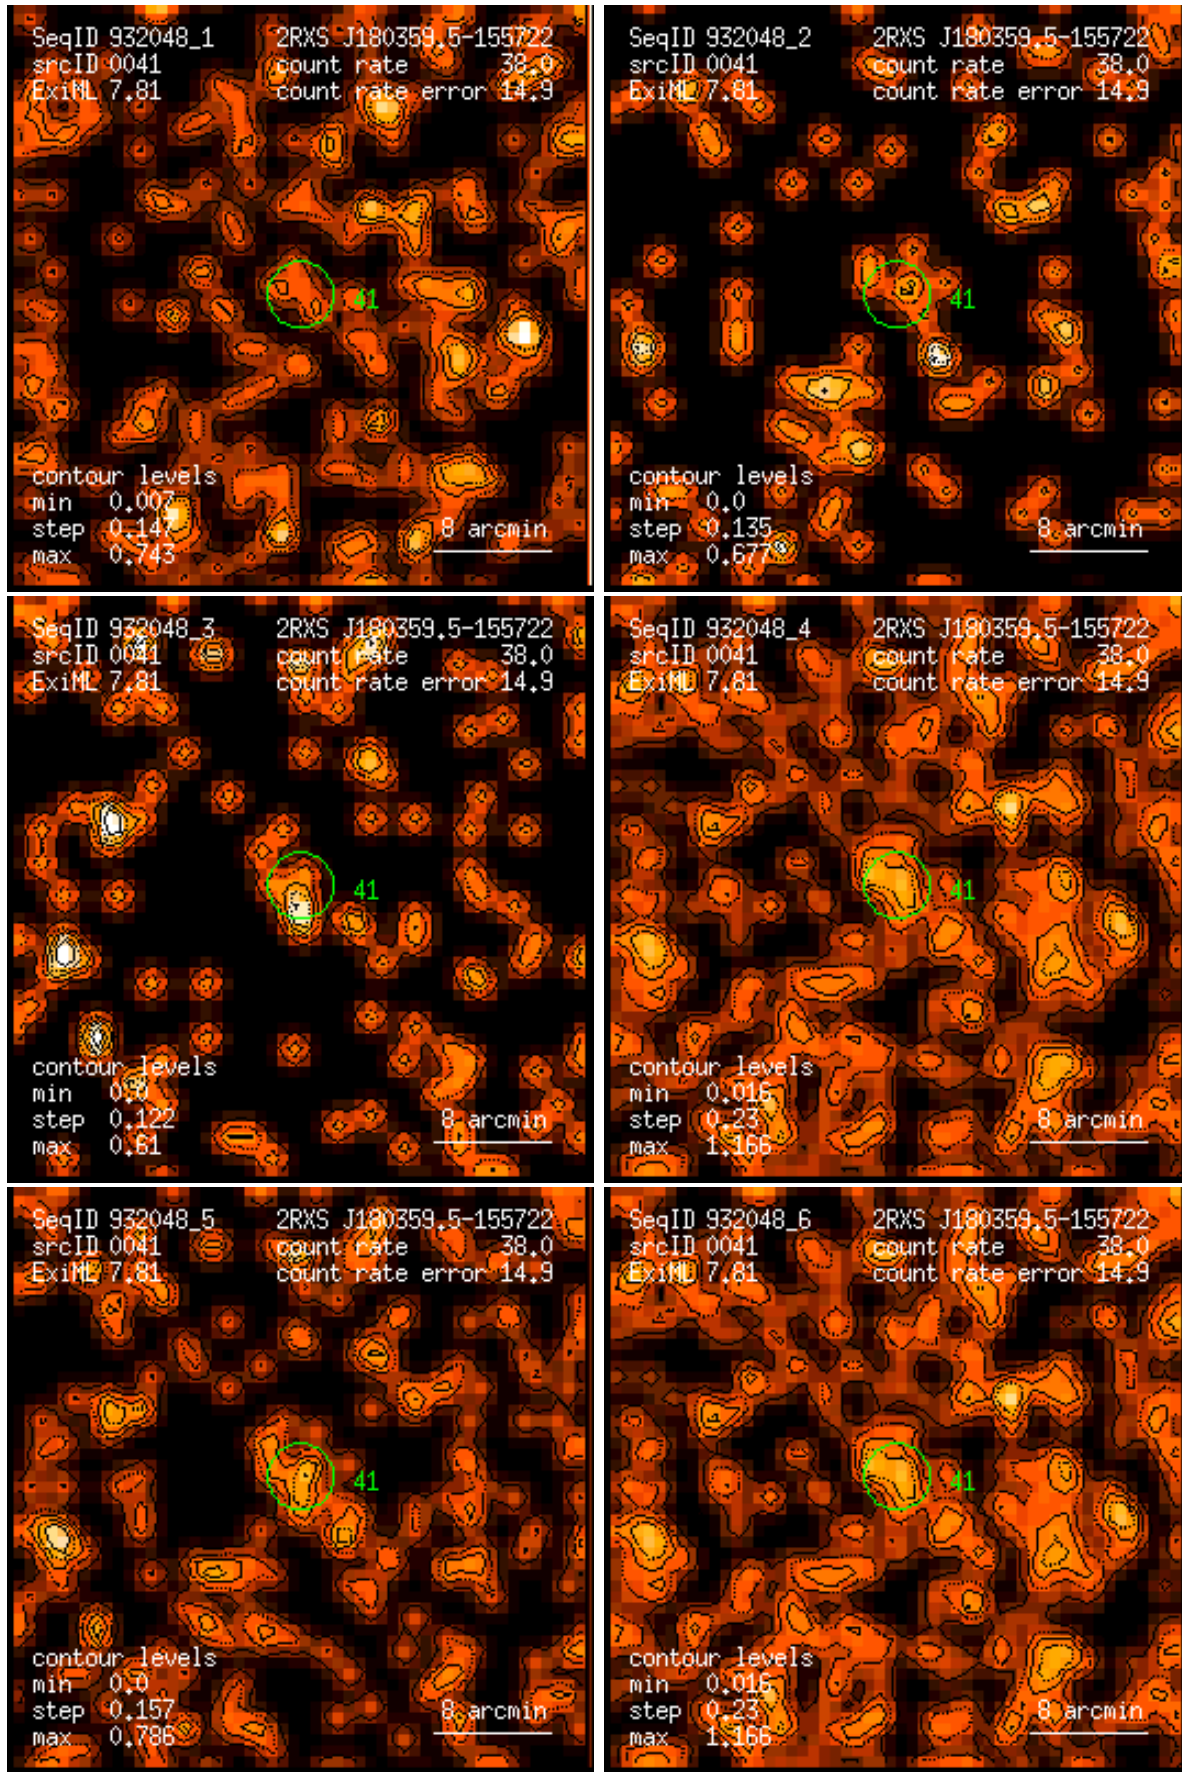 SeqID 932048_1 2RXS J180359.5-155722
srcID 0041 count rate 38.0
ExiML 7.81 count rate error 14.9
41
contour levels
min 0.007
step 0.147 8 arcmin
max 0.743
SeqID 932048_2 2RXS J180359.5-155722
srcID 0041 count rate 38.0
ExiML 7.81 count rate error 14.9
41
contour levels
min 0.0
step 0.135 8 arcmin
max 0.677
SeqID 932048_3 2RXS J180359.5-155722
srcID 0041 count rate 38.0
ExiML 7.81 count rate error 14.9
41
contour levels
min 0.0
step 0.122 8 arcmin
max 0.61
SeqID 932048_4 2RXS J180359.5-155722
srcID 0041 count rate 38.0
ExiML 7.81 count rate error 14.9
41
contour levels
min 0.016
step 0.23 8 arcmin
max 1.166
SeqID 932048_5 2RXS J180359.5-155722
srcID 0041 count rate 38.0
ExiML 7.81 count rate error 14.9
41
contour levels
min 0.0
step 0.157 8 arcmin
max 0.786
SeqID 932048_6 2RXS J180359.5-155722
srcID 0041 count rate 38.0
ExiML 7.81 count rate error 14.9
41
contour levels
min 0.016
step 0.23 8 arcmin
max 1.166